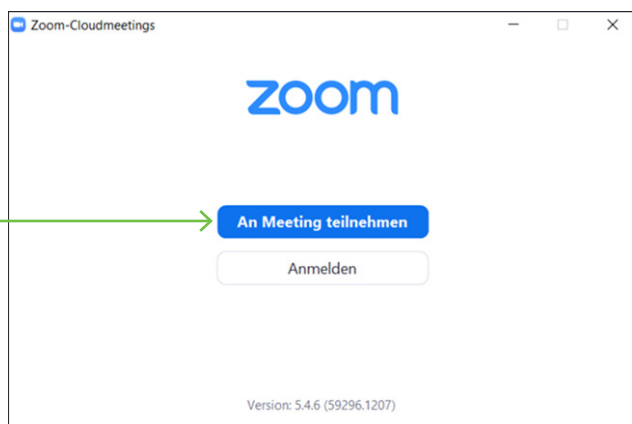 Zoom-Cloudmeetings
zoom
An Meeting teilnehmen
Anmelden
Version: 5.4.6 (59296.1207)